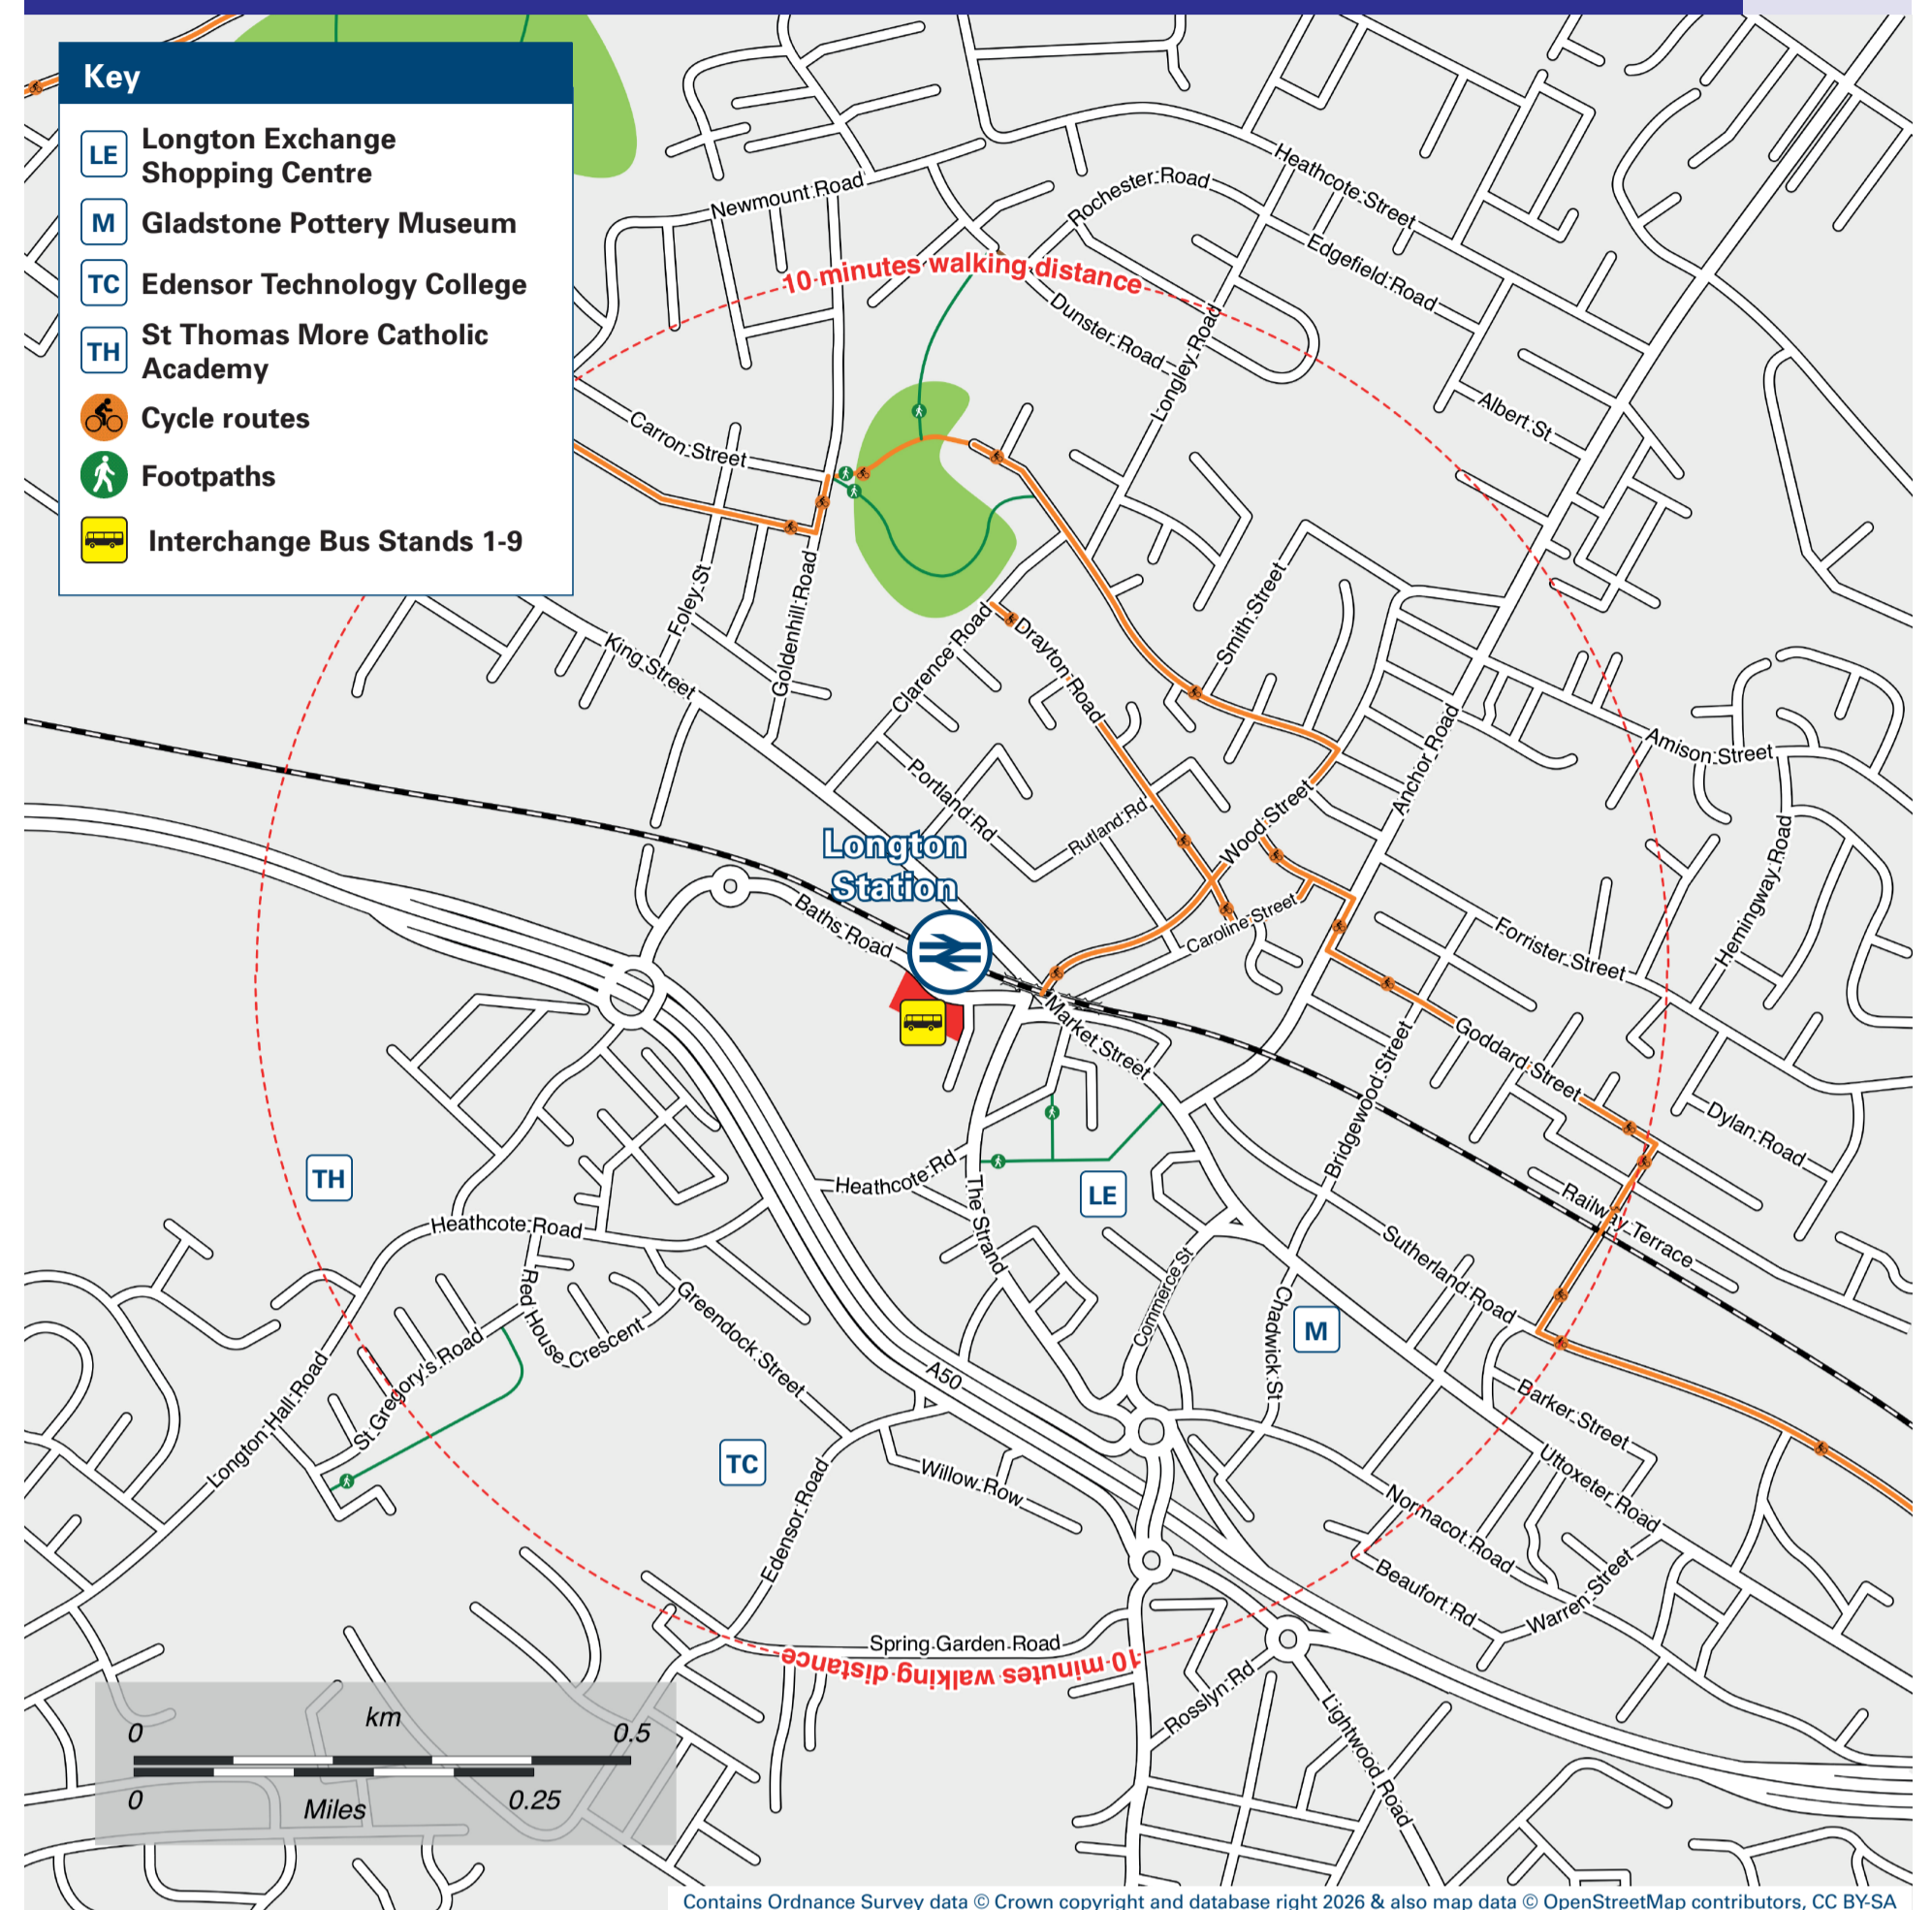 Key
LE
Longton Exchange
Shopping Centre
M
Gladstone Pottery Museum
TC
Edensor Technology College
TH
St Thomas More Catholic
Academy
Cycle routes
Footpaths
Interchange Bus Stands 1-9
Newmount Road
Rochester Road
Heathcote Street
Edgefield Road
10 minutes walking distance
Dunster Road
Longley Road
Albert St
Carron Street
Foley St
Goldenhill Road
King Street
Clarence Road
Drayton Road
Smith Street
Anchor Road
Amison Street
Portland Rd
Rutland Rd
Wood Street
Hemingway Road
Longton
Station
Baths Road
Caroline Street
Forrister Street
Market Street
Goddard Street
Bridgewood Street
Dylan Road
TH
Heathcote Rd
LE
The Strand
Railway Terrace
Heathcote Road
Sutherland Road
Commerce St
Red House Crescent
Greendock Street
Chadwick St
M
St Gregory's Road
Longton Hall Road
A50
Barker Street
TC
Willow Row
Uttoxeter Road
Normacot Road
Edensor Road
Beaufort Rd
Warren Street
Spring Garden Road
10 minutes walking distance
Rosslyn Rd
Lightwood Road
km
0 0.5
0 0.25
Miles
Contains Ordnance Survey data © Crown copyright and database right 2026 & also map data © OpenStreetMap contributors, CC BY-SA